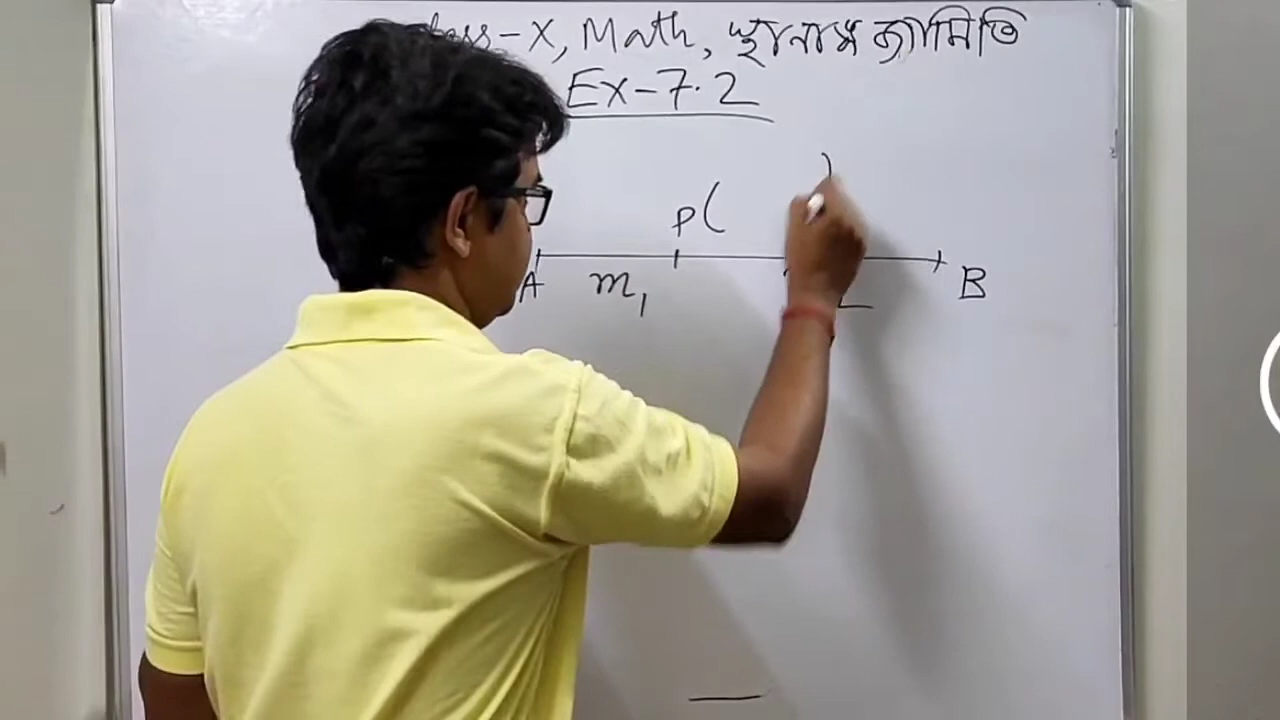 -X, Math, স্থানাঙ্ক জ্যামিতি
Ex-7.2
P( )
A m₁ B